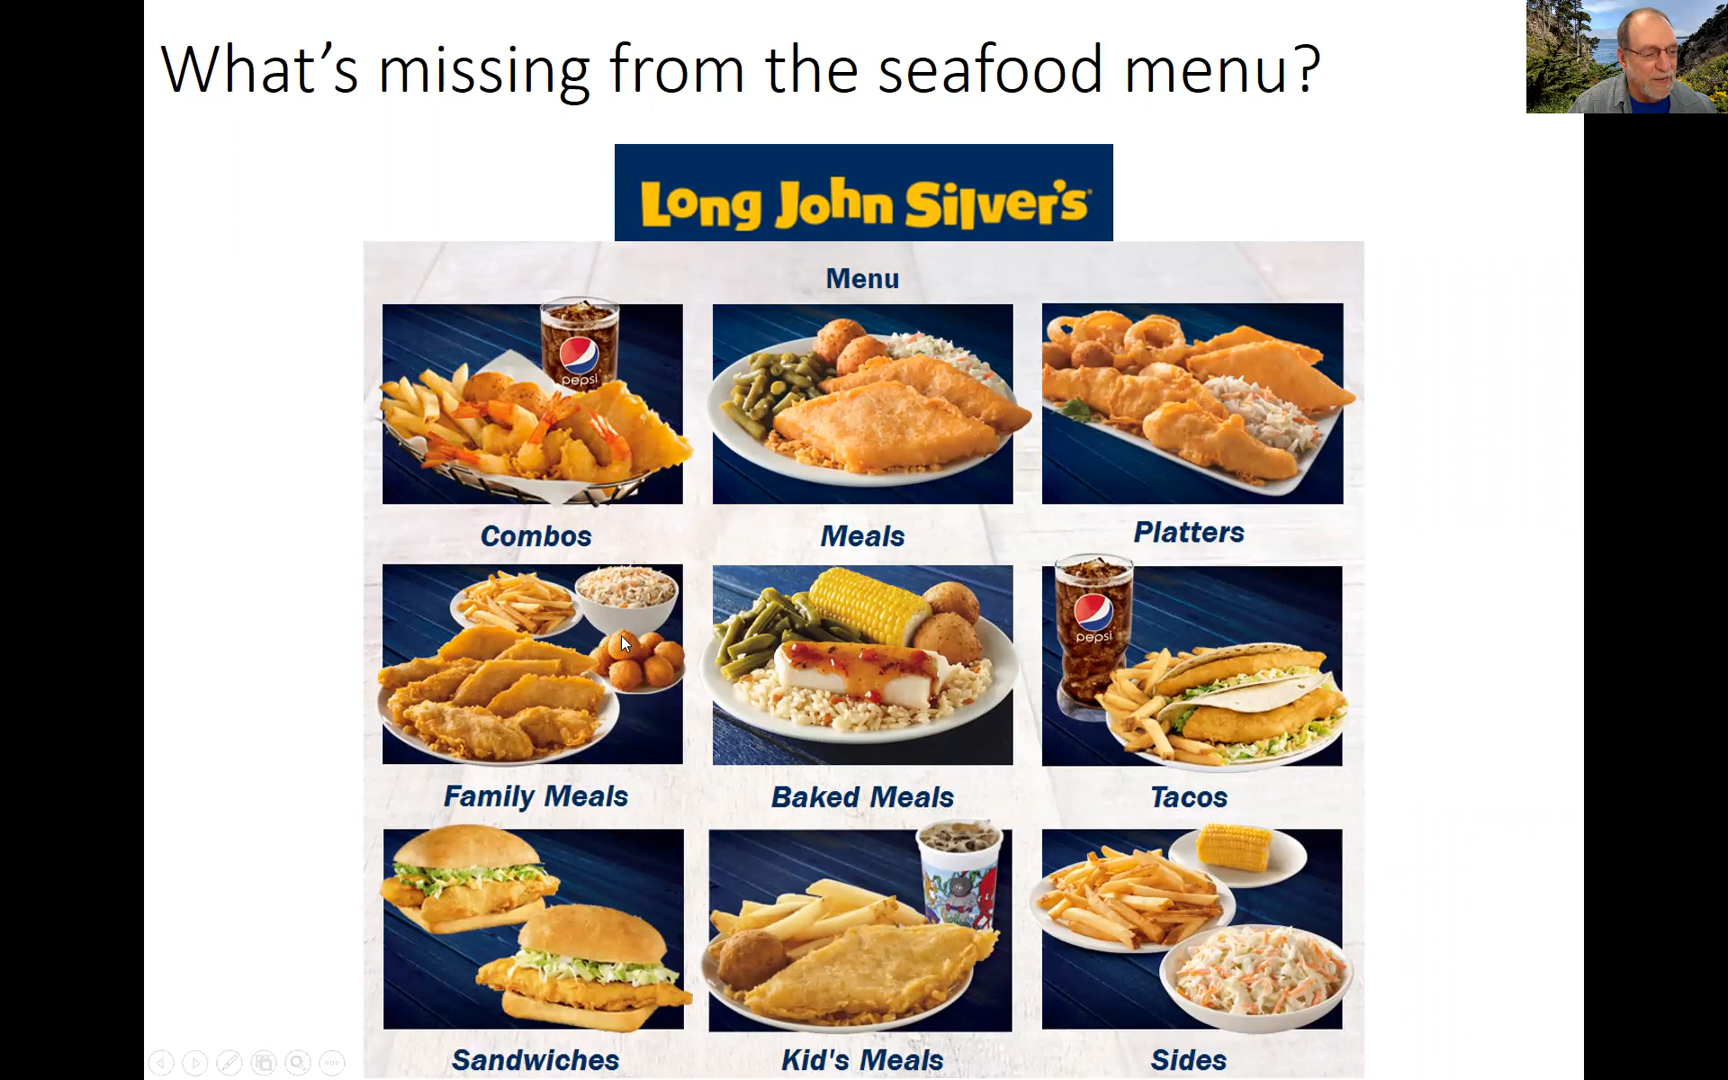 What's missing from the seafood menu?
Long John Silver's
Menu
pepsi
Combos
Meals
Platters
pepsi
Family Meals
Baked Meals
Tacos
Sandwiches
Kid's Meals
Sides